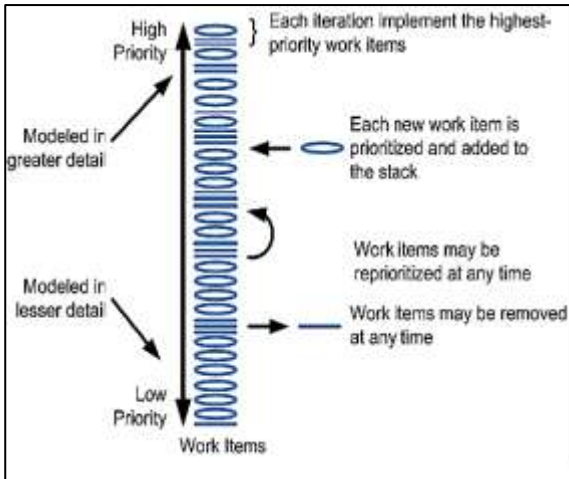 High
Priority
Each iteration implement the highest-
priority work items
Modeled in
greater detail
Each new work item is
prioritized and added to
the stack
Work items may be
reprioritized at any time
Modeled in
lesser detail
Work items may be removed
at any time
Low
Priority
Work Items